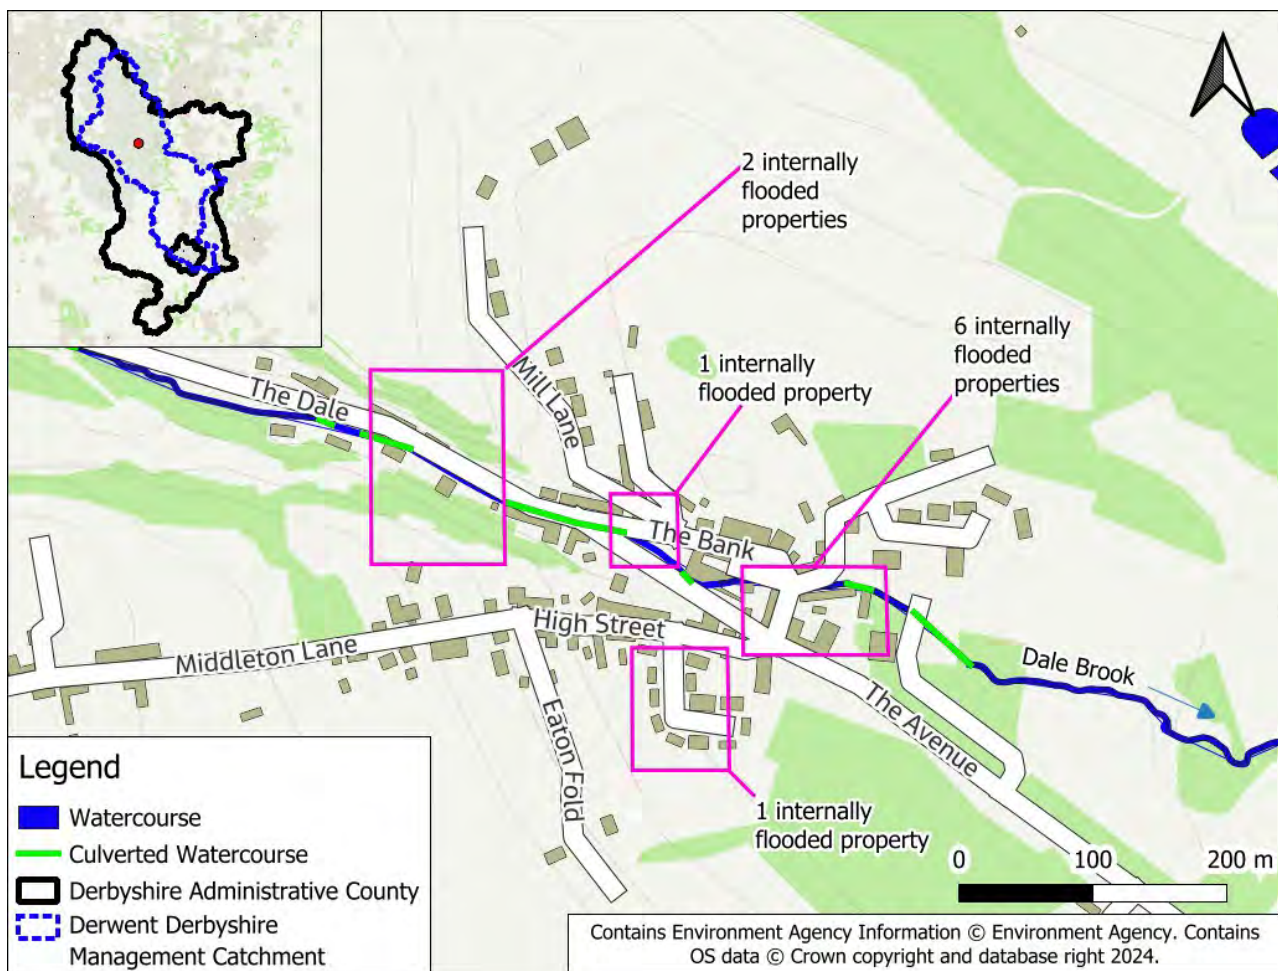 2 internally
flooded
properties
6 internally
flooded
properties
1 internally
flooded property
The Dale
Mill Lane
The Bank
High Street
Middleton Lane
Eaton Fold
The Avenue
Dale Brook
1 internally
flooded property
Legend
Watercourse
Culverted Watercourse
Derbyshire Administrative County
Derwent Derbyshire
Management Catchment
0 100 200 m
Contains Environment Agency Information © Environment Agency. Contains
OS data © Crown copyright and database right 2024.